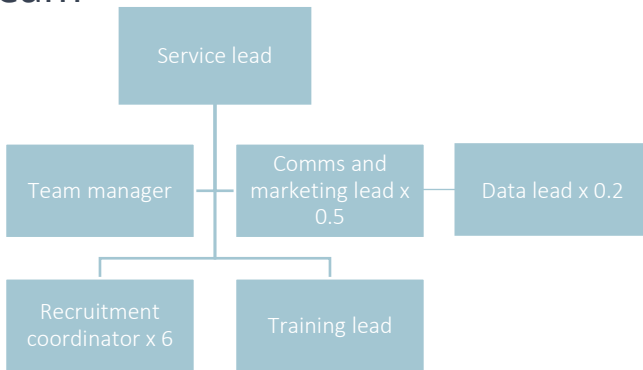 Service lead
Team manager
Comms and
marketing lead x
0.5
Data lead x 0.2
Recruitment
coordinator x 6
Training lead